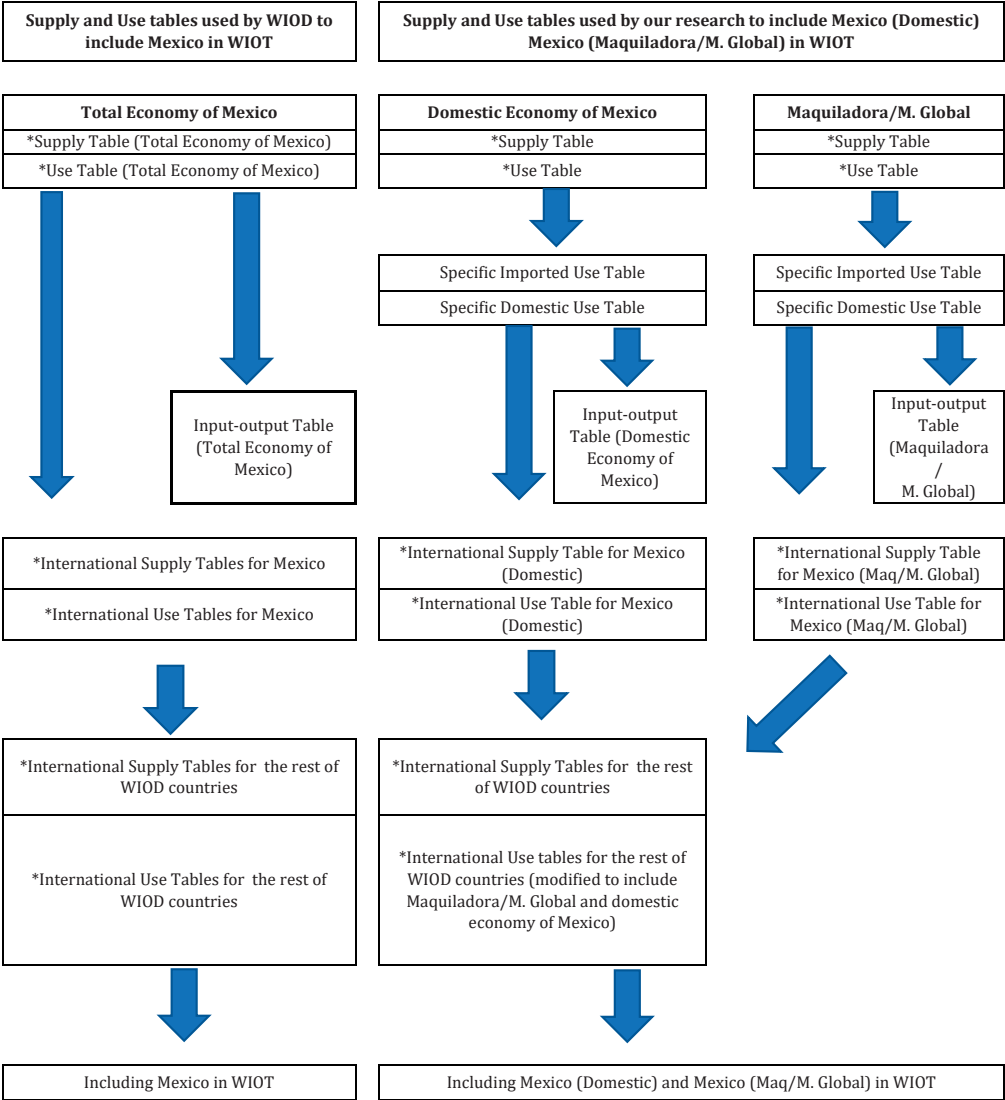 Supply and Use tables used by WIOD to
include Mexico in WIOT
Supply and Use tables used by our research to include Mexico (Domestic)
Mexico (Maquiladora/M. Global) in WIOT
Total Economy of Mexico
*Supply Table (Total Economy of Mexico)
*Use Table (Total Economy of Mexico)
Domestic Economy of Mexico
*Supply Table
*Use Table
Maquiladora/M. Global
*Supply Table
*Use Table
Specific Imported Use Table
Specific Domestic Use Table
Specific Imported Use Table
Specific Domestic Use Table
Input-output Table
(Total Economy of
Mexico)
Input-output
Table (Domestic
Economy of
Mexico)
Input-output
Table
(Maquiladora
/
M. Global)
*International Supply Tables for Mexico
*International Use Tables for Mexico
*International Supply Table for Mexico
(Domestic)
*International Use Table for Mexico
(Domestic)
*International Supply Table
for Mexico (Maq/M. Global)
*International Use Table for
Mexico (Maq/M. Global)
*International Supply Tables for the rest of
WIOD countries
*International Use Tables for the rest of
WIOD countries
*International Supply Tables for the rest
of WIOD countries
*International Use tables for the rest of
WIOD countries (modified to include
Maquiladora/M. Global and domestic
economy of Mexico)
Including Mexico in WIOT
Including Mexico (Domestic) and Mexico (Maq/M. Global) in WIOT